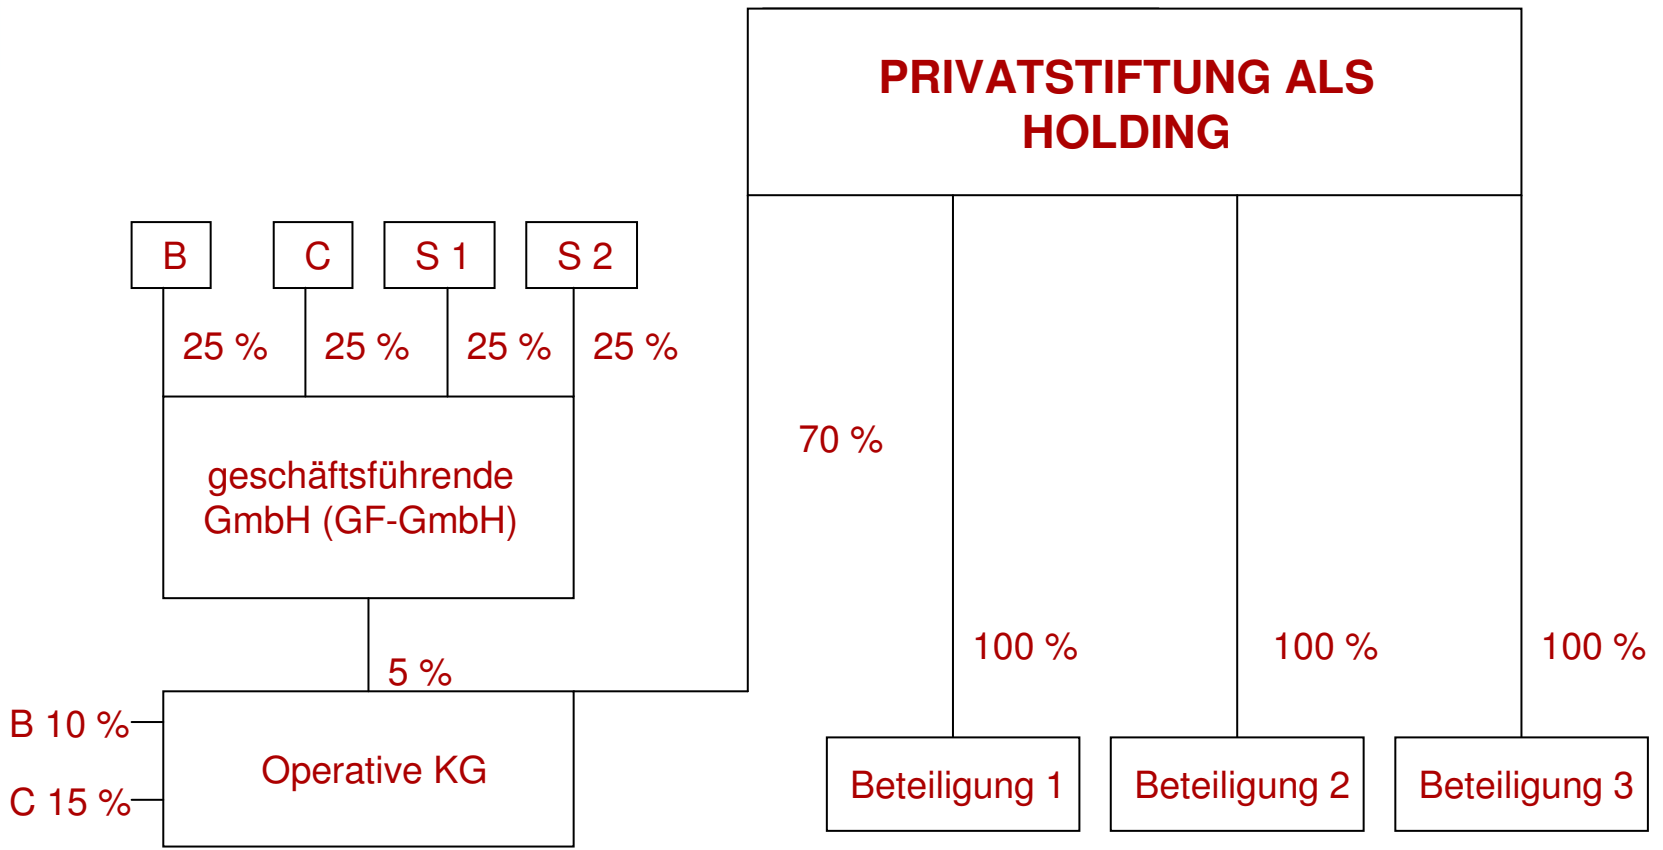 PRIVATSTIFTUNG ALS
HOLDING
B
C
S 1
S 2
25 %
25 %
25 %
25 %
70 %
geschäftsführende
GmbH (GF-GmbH)
100 %
100 %
100 %
5 %
B 10 %
Operative KG
C 15 %
Beteiligung 1
Beteiligung 2
Beteiligung 3